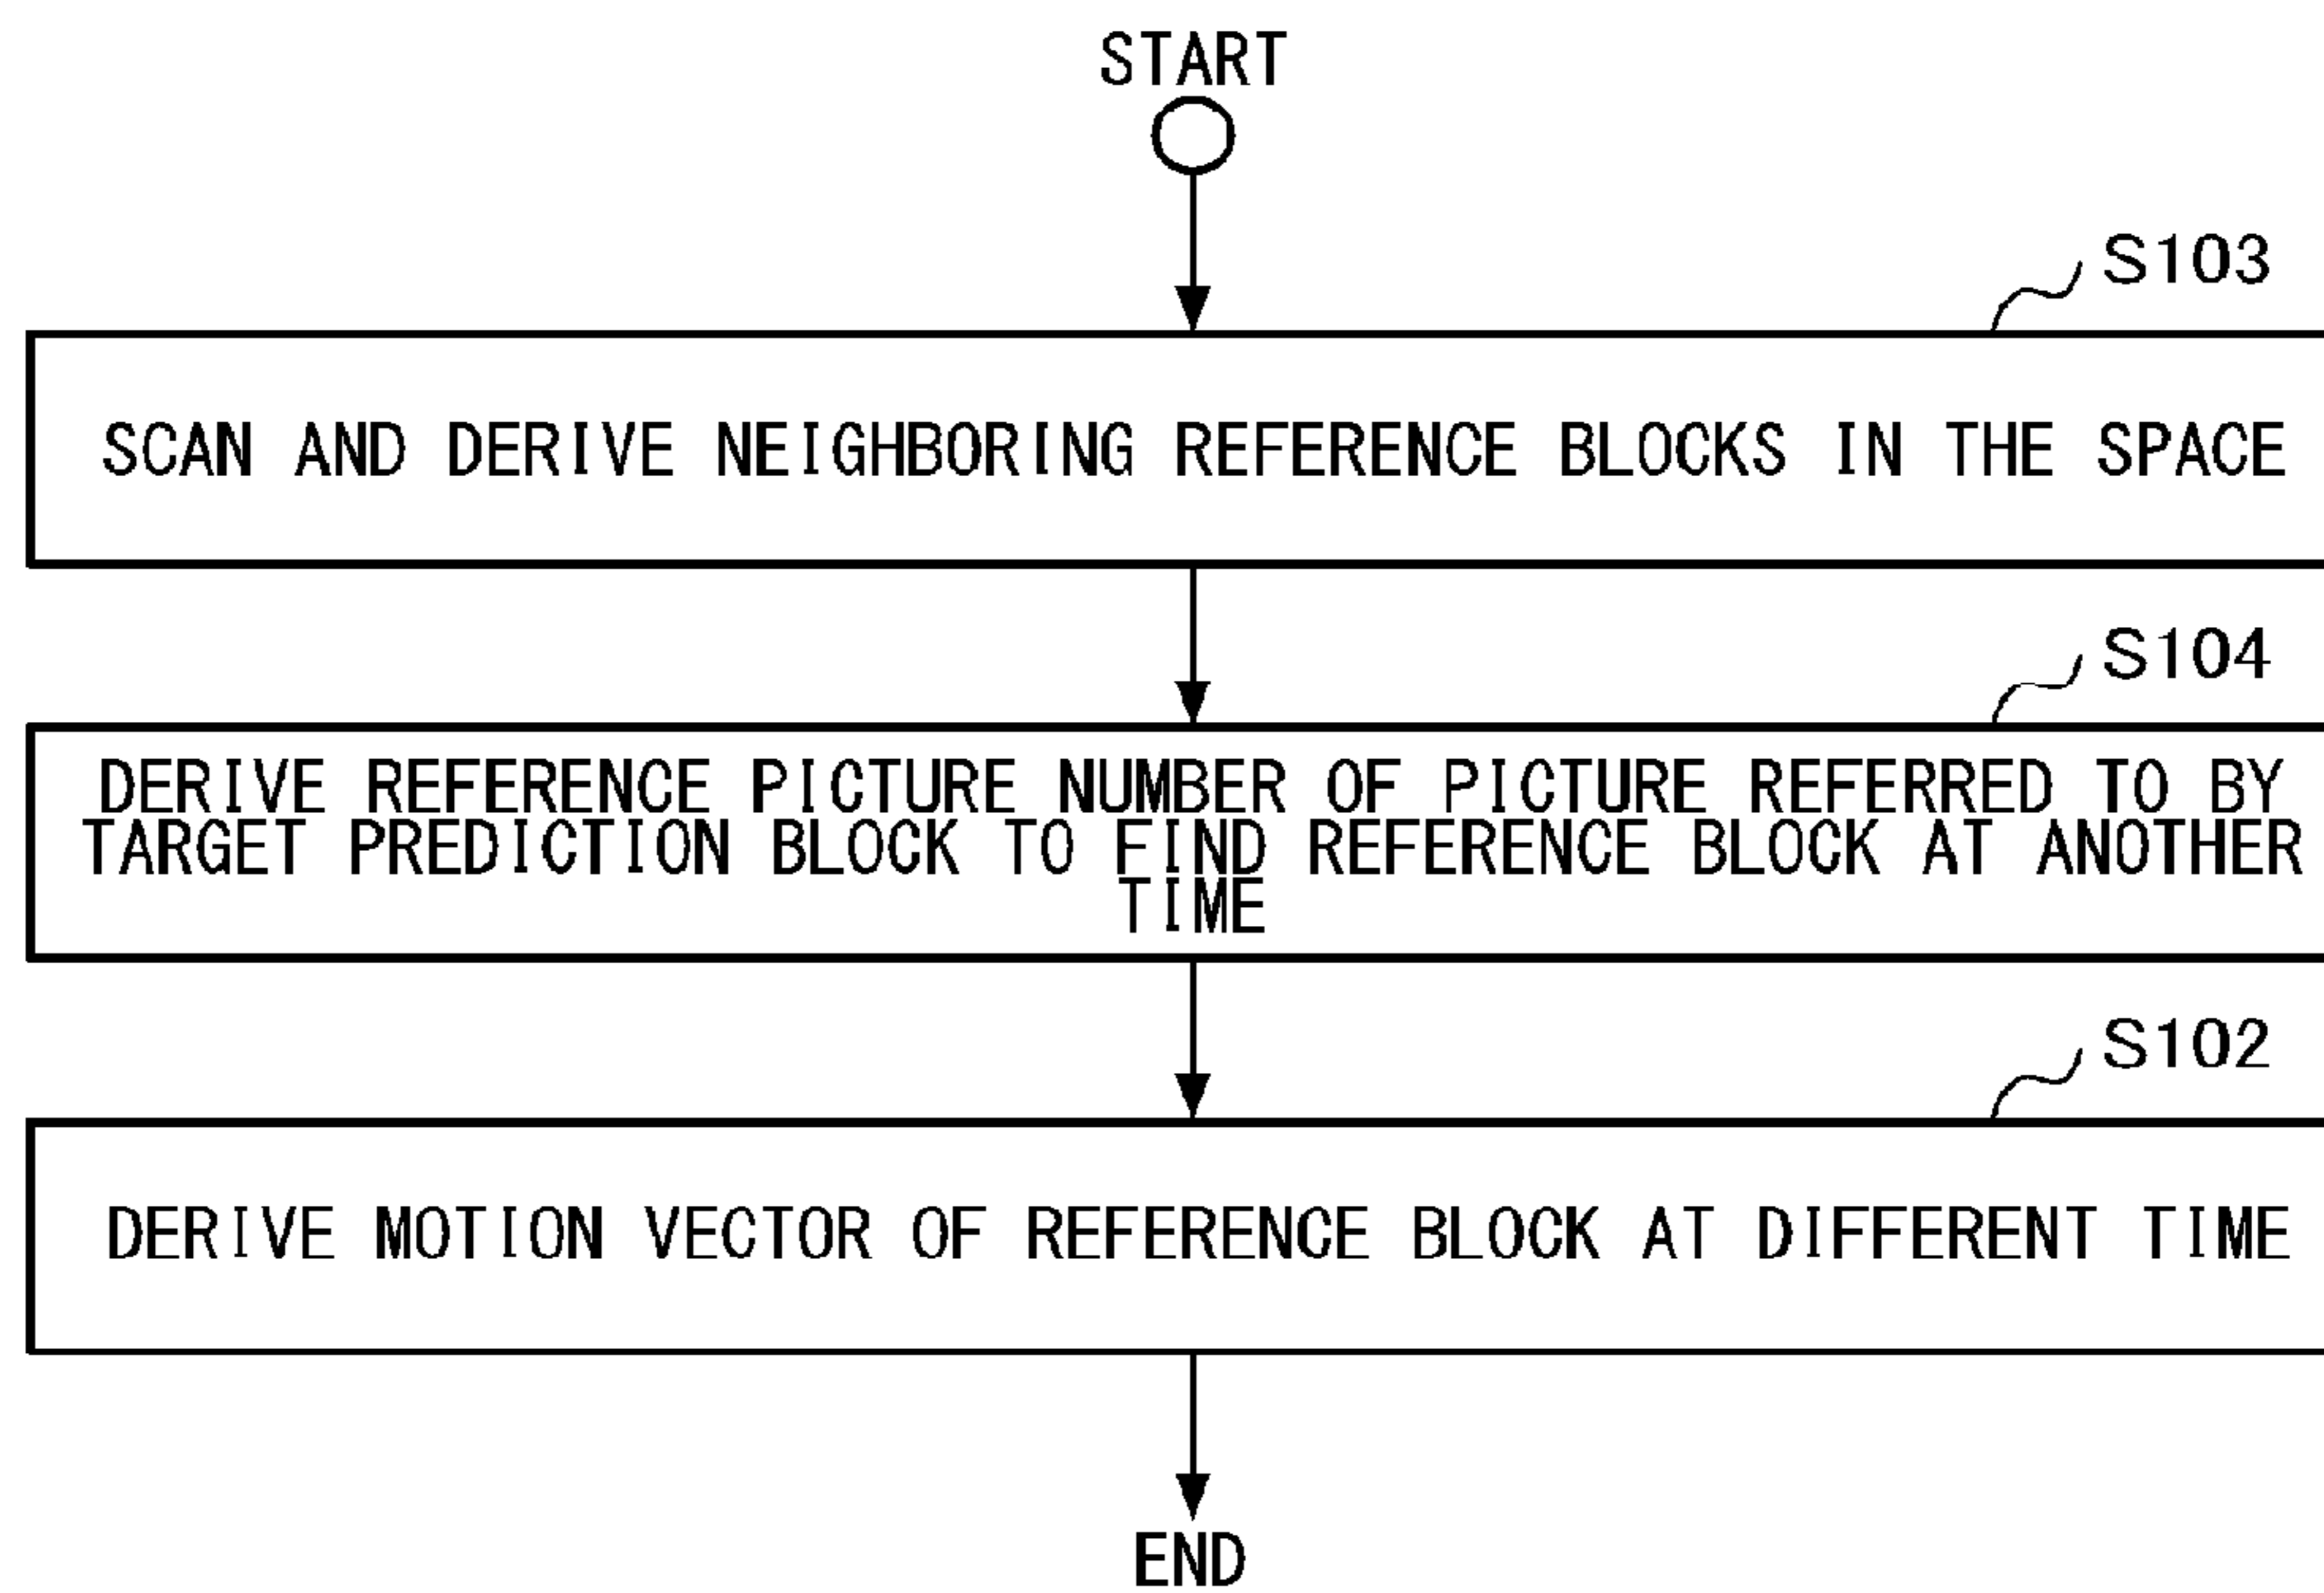 START
S103
SCAN AND DERIVE NEIGHBORING REFERENCE BLOCKS IN THE SPACE
S104
DERIVE REFERENCE PICTURE NUMBER OF PICTURE REFERRED TO BY
TARGET PREDICTION BLOCK TO FIND REFERENCE BLOCK AT ANOTHER
TIME
S102
DERIVE MOTION VECTOR OF REFERENCE BLOCK AT DIFFERENT TIME
END